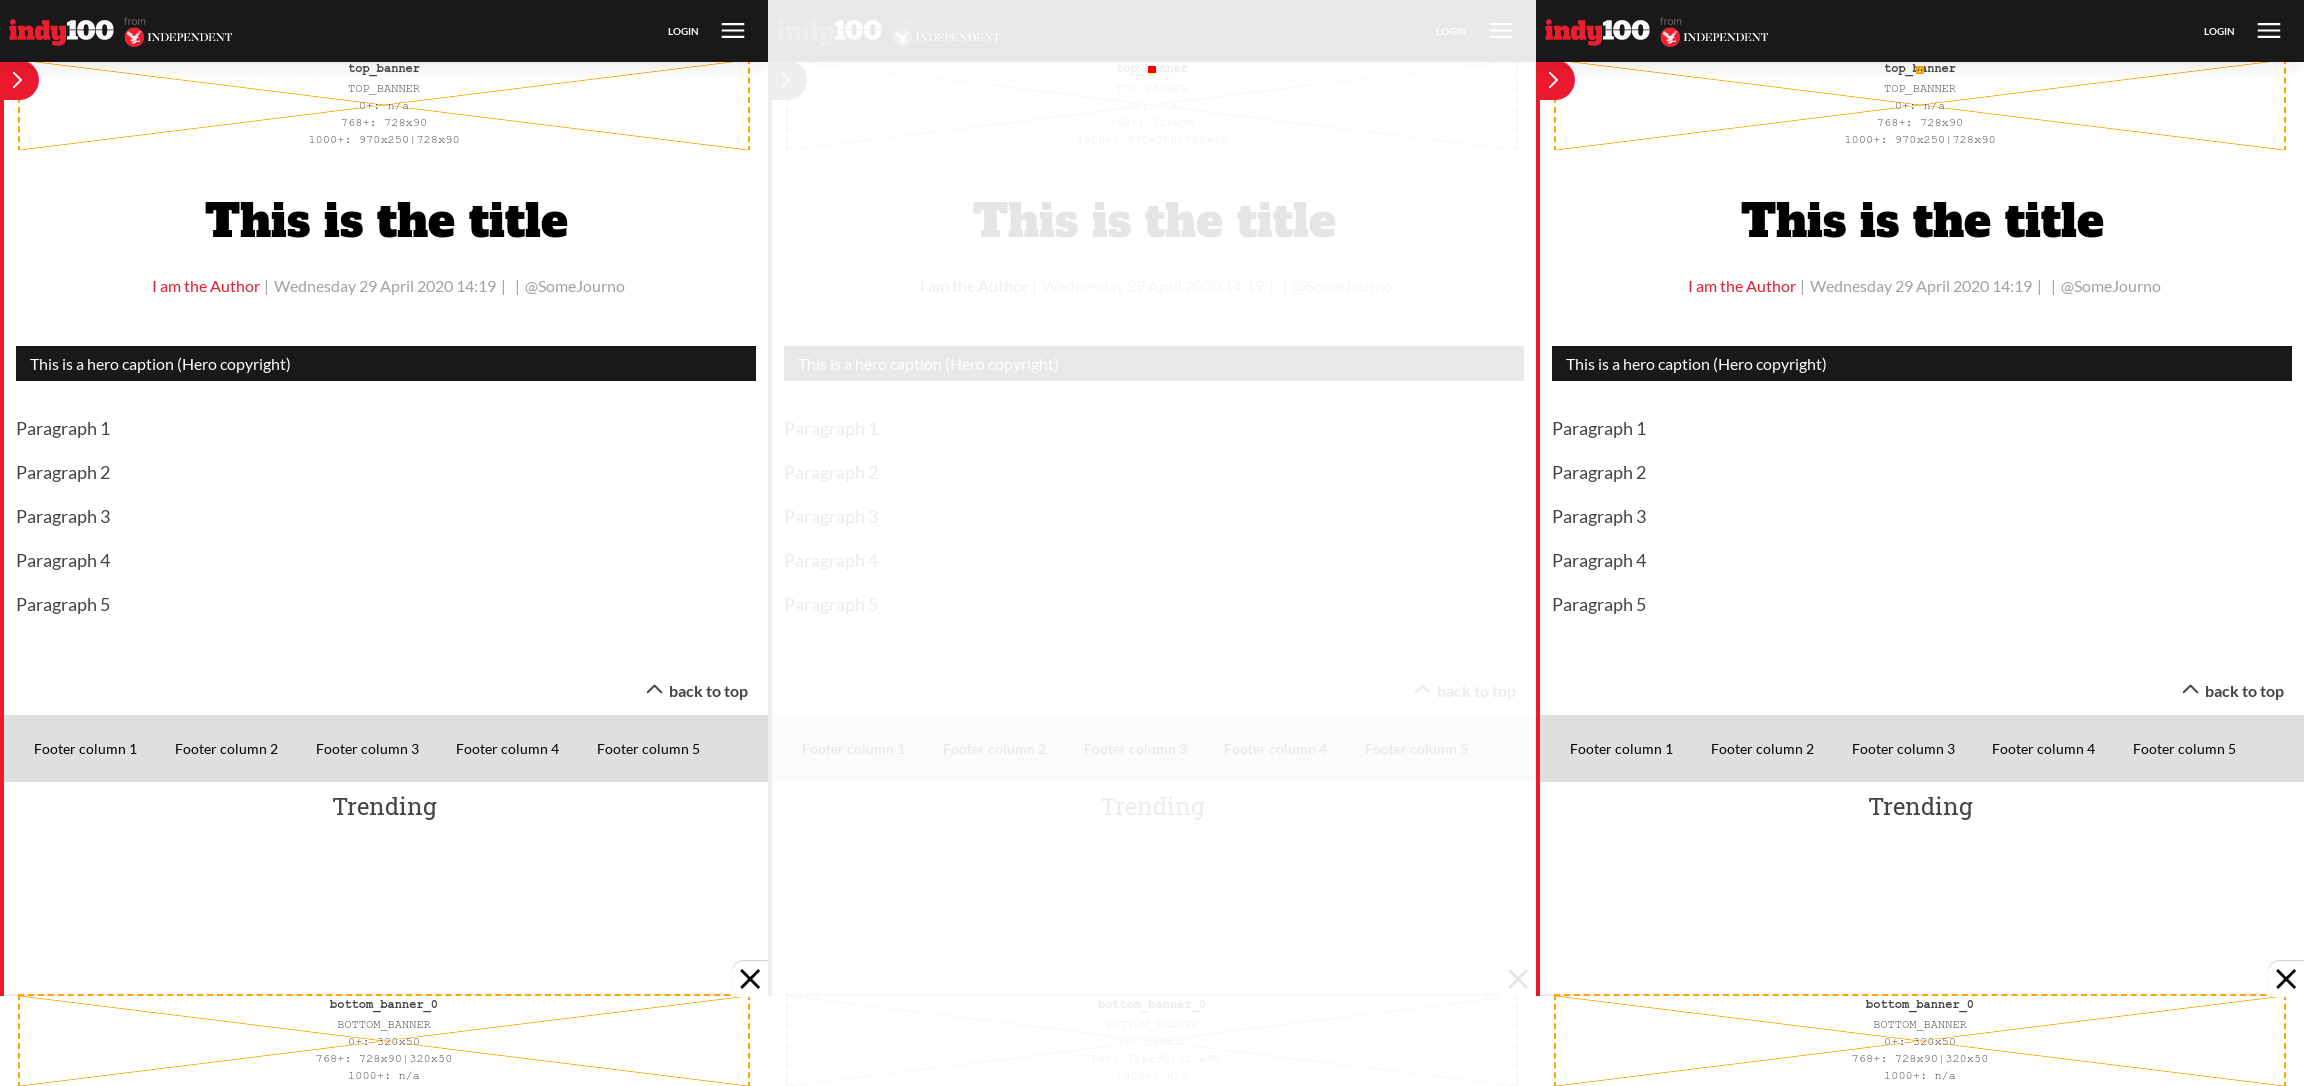 indy100 from INDEPENDENT LOGIN
top_banner
TOP_BANNER
0+: n/a
768+: 728x90
1000+: 970x250|728x90
This is the title
I am the Author | Wednesday 29 April 2020 14:19 | | @SomeJourno
This is a hero caption (Hero copyright)
Paragraph 1
Paragraph 2
Paragraph 3
Paragraph 4
Paragraph 5
back to top
Footer column 1 Footer column 2 Footer column 3 Footer column 4 Footer column 5
Trending
bottom_banner_0
BOTTOM_BANNER
0+: 320x50
768+: 728x90|320x50
1000+: n/a
indy100 from INDEPENDENT LOGIN
top_banner
TOP_BANNER
0+: n/a
768+: 728x90
1000+: 970x250|728x90
This is the title
I am the Author | Wednesday 29 April 2020 14:19 | | @SomeJourno
This is a hero caption (Hero copyright)
Paragraph 1
Paragraph 2
Paragraph 3
Paragraph 4
Paragraph 5
back to top
Footer column 1 Footer column 2 Footer column 3 Footer column 4 Footer column 5
Trending
bottom_banner_0
BOTTOM_BANNER
0+: 320x50
768+: 728x90|320x50
1000+: n/a
indy100 from INDEPENDENT LOGIN
top_banner
TOP_BANNER
0+: n/a
768+: 728x90
1000+: 970x250|728x90
This is the title
I am the Author | Wednesday 29 April 2020 14:19 | | @SomeJourno
This is a hero caption (Hero copyright)
Paragraph 1
Paragraph 2
Paragraph 3
Paragraph 4
Paragraph 5
back to top
Footer column 1 Footer column 2 Footer column 3 Footer column 4 Footer column 5
Trending
bottom_banner_0
BOTTOM_BANNER
0+: 320x50
768+: 728x90|320x50
1000+: n/a